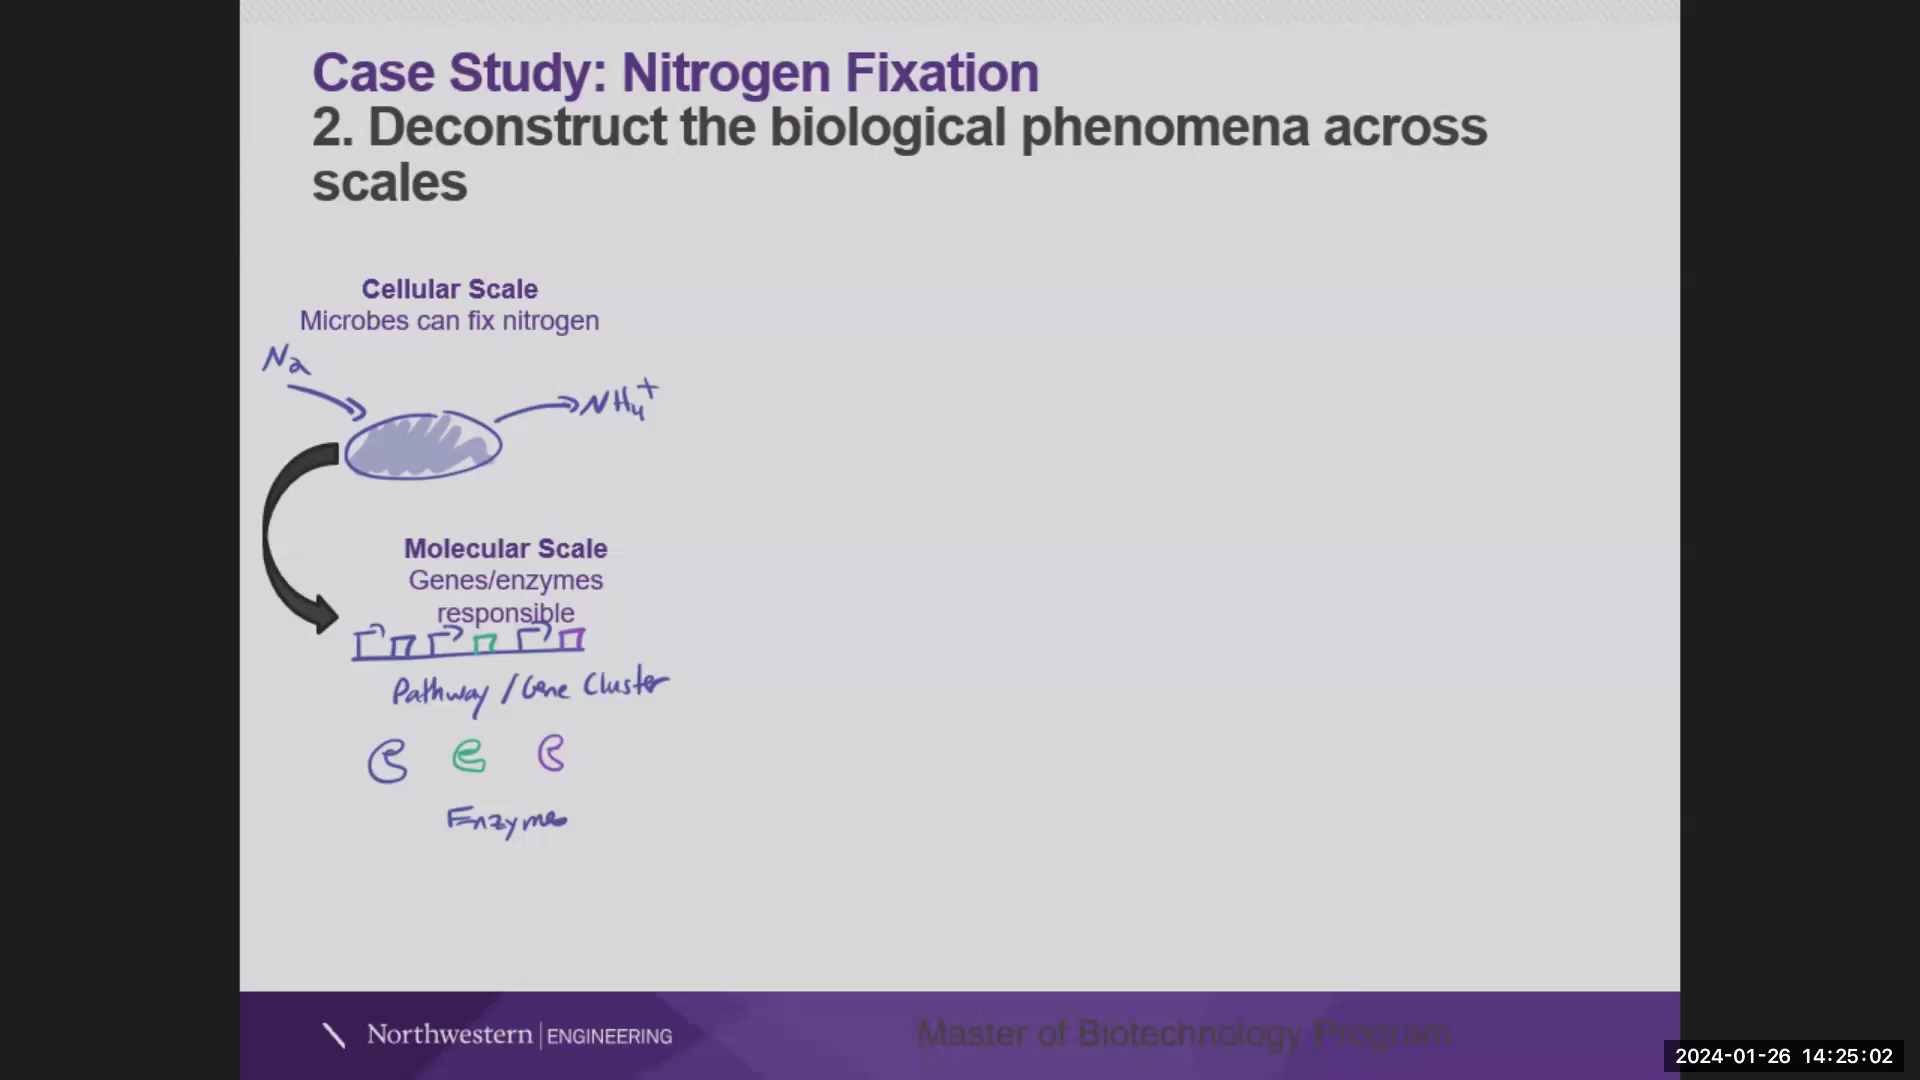 Case Study: Nitrogen Fixation
2. Deconstruct the biological phenomena across
scales
Cellular Scale
Microbes can fix nitrogen
N2
NH4+
Molecular Scale
Genes/enzymes
responsible
Pathway / Gene Cluster
Enzymes
Northwestern | ENGINEERING
Master of Biotechnology Program
2024-01-26 14:25:02